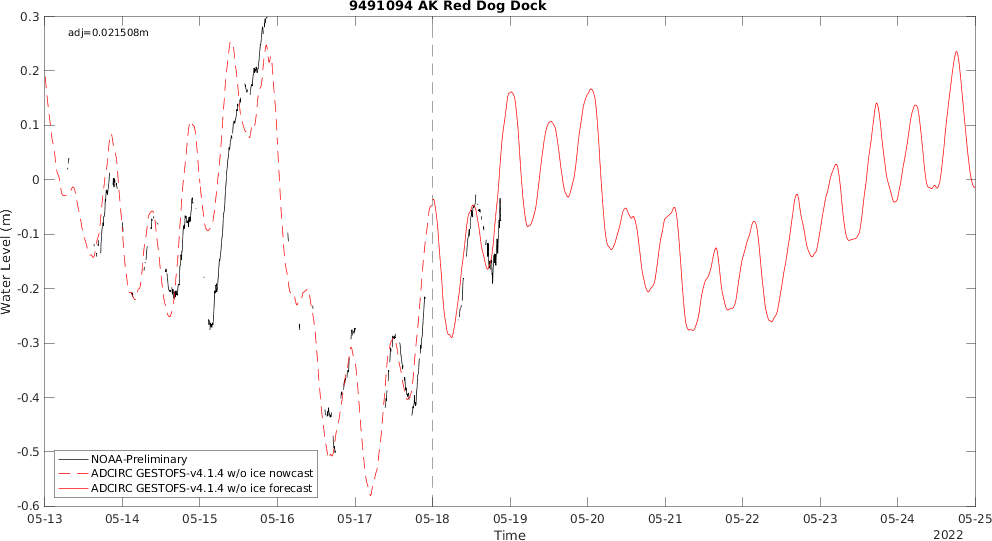 9491094 AK Red Dog Dock
adj=0.021508m
0.3
0.2
0.1
0
-0.1
-0.2
-0.3
-0.4
-0.5
-0.6
Water Level (m)
NOAA-Preliminary
ADCIRC GESTOFS-v4.1.4 w/o ice nowcast
ADCIRC GESTOFS-v4.1.4 w/o ice forecast
05-13 05-14 05-15 05-16 05-17 05-18 05-19 05-20 05-21 05-22 05-23 05-24 05-25
Time
2022